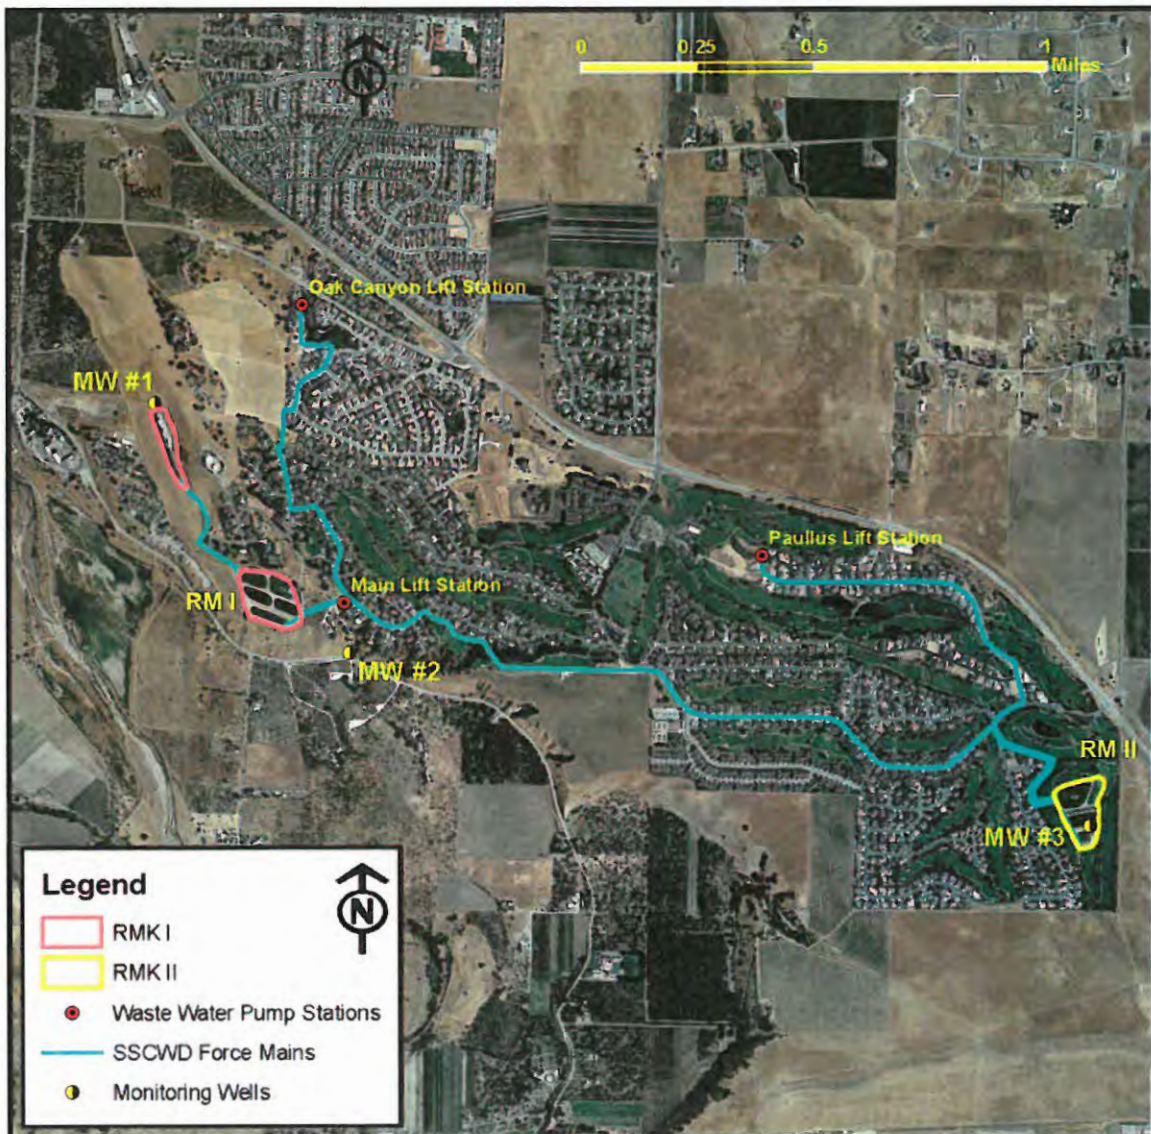 0 0.25 0.5 1
Miles
Text
Oak Canyon Lift Station
MW #1
Paullus Lift Station
Main Lift Station
RM I
MW #2
RM II
MW #3
Legend
N
RMK I
RMK II
Waste Water Pump Stations
SSCWD Force Mains
Monitoring Wells